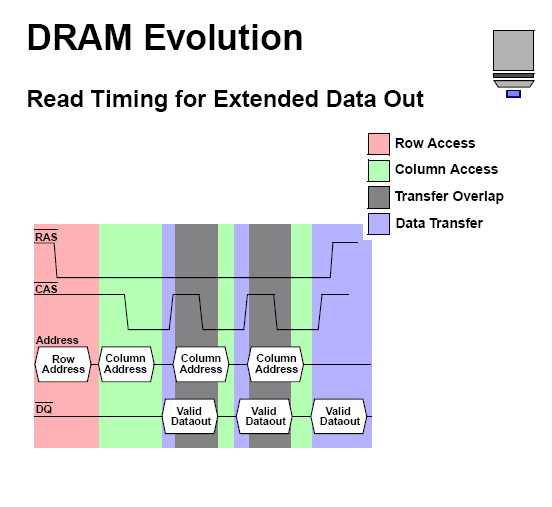 DRAM Evolution
Read Timing for Extended Data Out
Row Access
Column Access
Transfer Overlap
Data Transfer
RAS
CAS
Address
Row
Address
Column
Address
Column
Address
Column
Address
DQ
Valid
Dataout
Valid
Dataout
Valid
Dataout